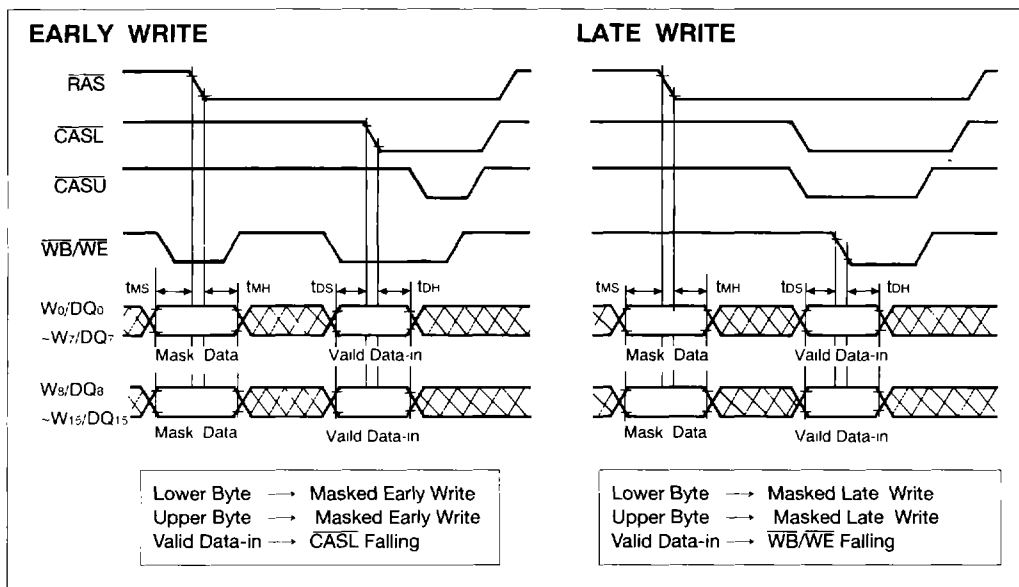 EARLY WRITE
RAS
CASL
CASU
WB/WE
tMS
tMH
tDS
tDH
W0/DQ0
~W7/DQ7
Mask Data
Vaild Data-in
W8/DQ8
~W15/DQ15
Mask Data
Vaild Data-in
Lower Byte → Masked Early Write
Upper Byte → Masked Early Write
Valid Data-in → CASL Falling
LATE WRITE
tMS
tMH
tDS
tDH
Mask Data
Vaild Data-in
Mask Data
Vaild Data-in
Lower Byte → Masked Late Write
Upper Byte → Masked Late Write
Valid Data-in → WB/WE Falling